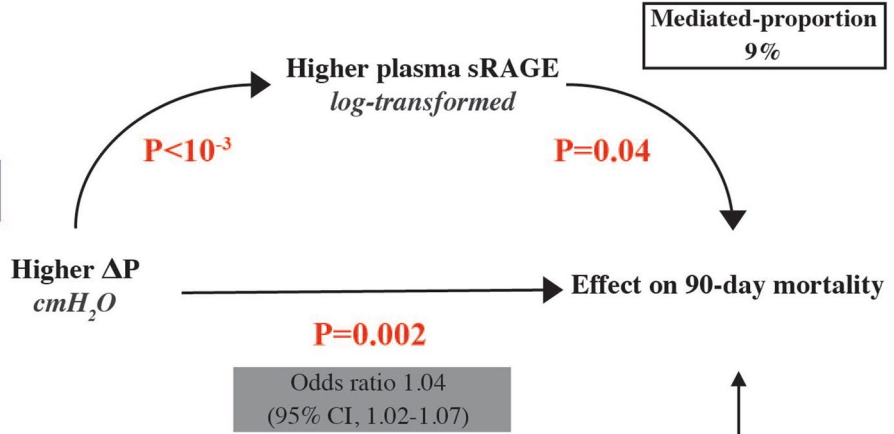 Mediated-proportion
9%
Higher plasma sRAGE
log-transformed
P<10⁻³
P=0.04
Higher ΔP
cmH₂O
Effect on 90-day mortality
P=0.002
Odds ratio 1.04
(95% CI, 1.02-1.07)